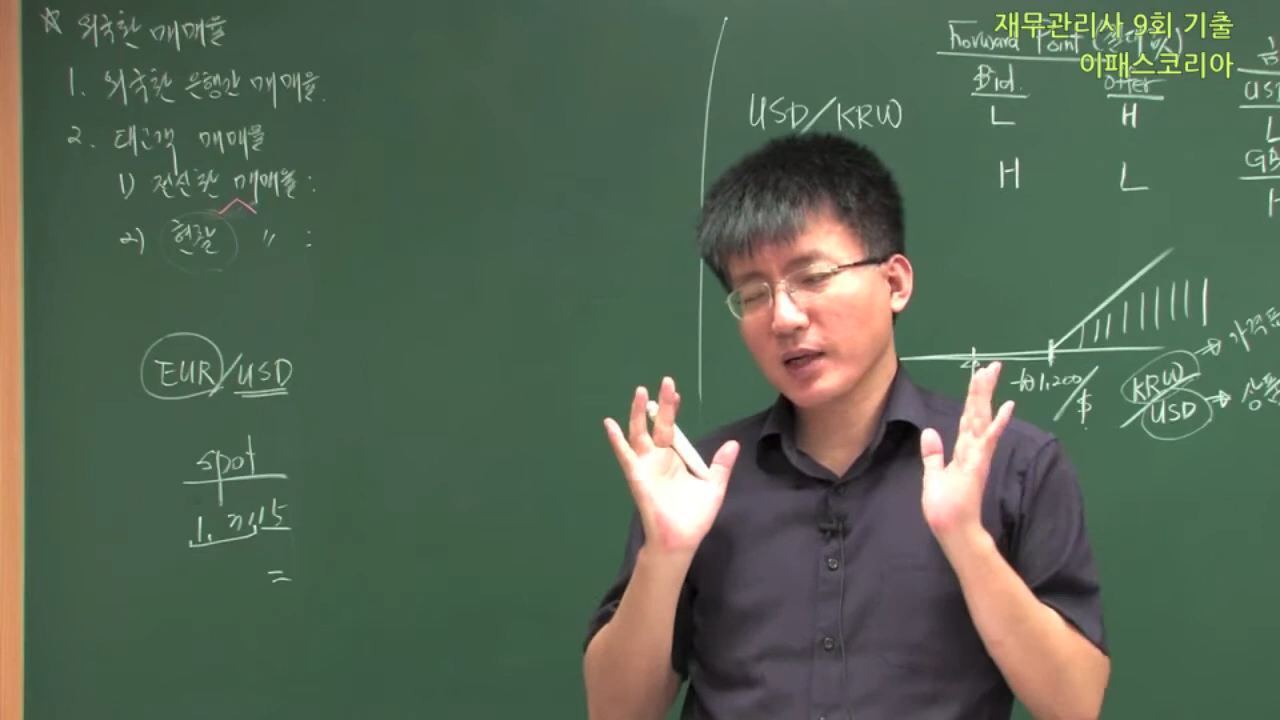 ☆ 외국환 매매율
1. 외국환 은행간 매매율.
2. 대고객 매매율
1) 전신환 매매율 :
2) 현찰 〃 :
EUR/USD
spot
=
USD/KRW
재무관리사 9회 기출
이패스코리아
Forward Point
Bid. Offer
L H
H L
₩1,200/$
KRW ⇒
USD ⇒